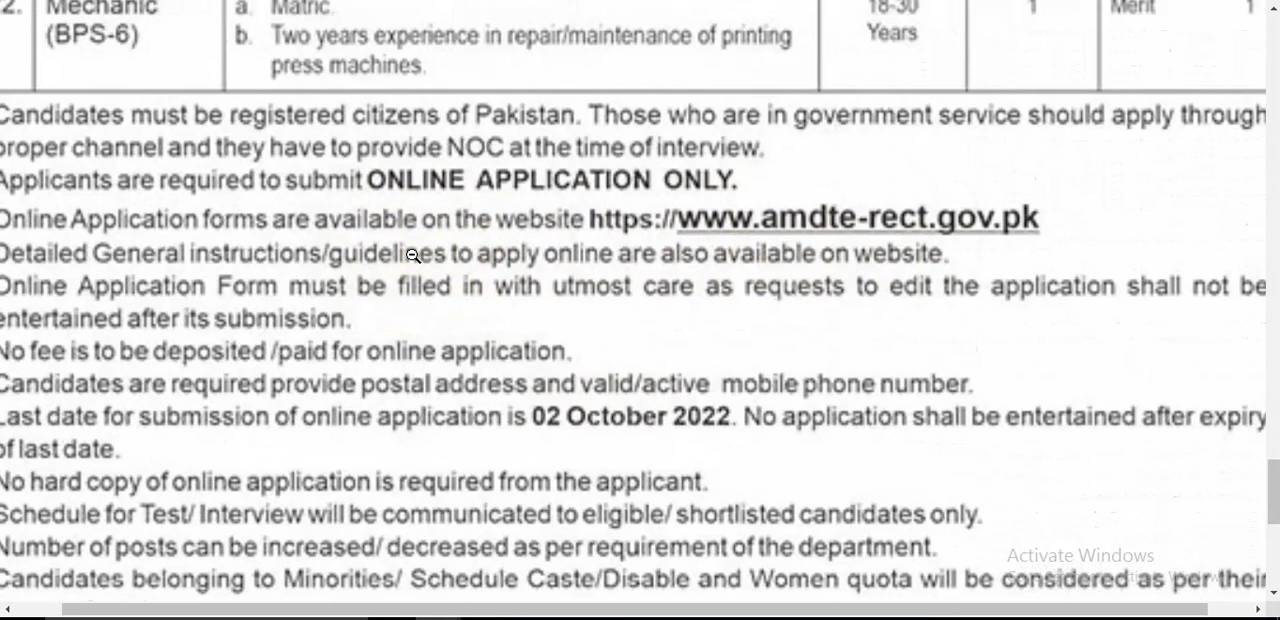 2. Mechanic a. Matric. 18-30 1 Merit 1
(BPS-6) b. Two years experience in repair/maintenance of printing Years
press machines.
Candidates must be registered citizens of Pakistan. Those who are in government service should apply through
proper channel and they have to provide NOC at the time of interview.
Applicants are required to submit ONLINE APPLICATION ONLY.
Online Application forms are available on the website https://www.amdte-rect.gov.pk
Detailed General instructions/guidelines to apply online are also available on website.
Online Application Form must be filled in with utmost care as requests to edit the application shall not be
entertained after its submission.
No fee is to be deposited /paid for online application.
Candidates are required provide postal address and valid/active mobile phone number.
Last date for submission of online application is 02 October 2022. No application shall be entertained after expiry
of last date.
No hard copy of online application is required from the applicant.
Schedule for Test/ Interview will be communicated to eligible/ shortlisted candidates only.
Number of posts can be increased/ decreased as per requirement of the department.
Activate Windows
Candidates belonging to Minorities/ Schedule Caste/Disable and Women quota will be considered as per their